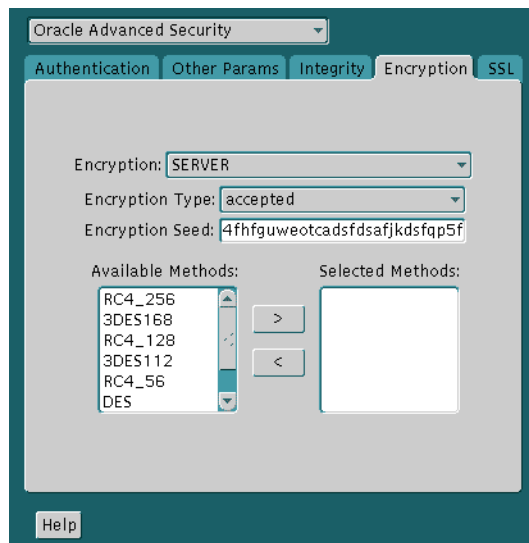 Oracle Advanced Security
Authentication Other Params Integrity Encryption SSL
Encryption: SERVER
Encryption Type: accepted
Encryption Seed: 4fhfguweotcadsfdsafjkdsfqp5f
Available Methods: Selected Methods:
RC4_256
3DES168
>
RC4_128
3DES112
<
RC4_56
DES
Help